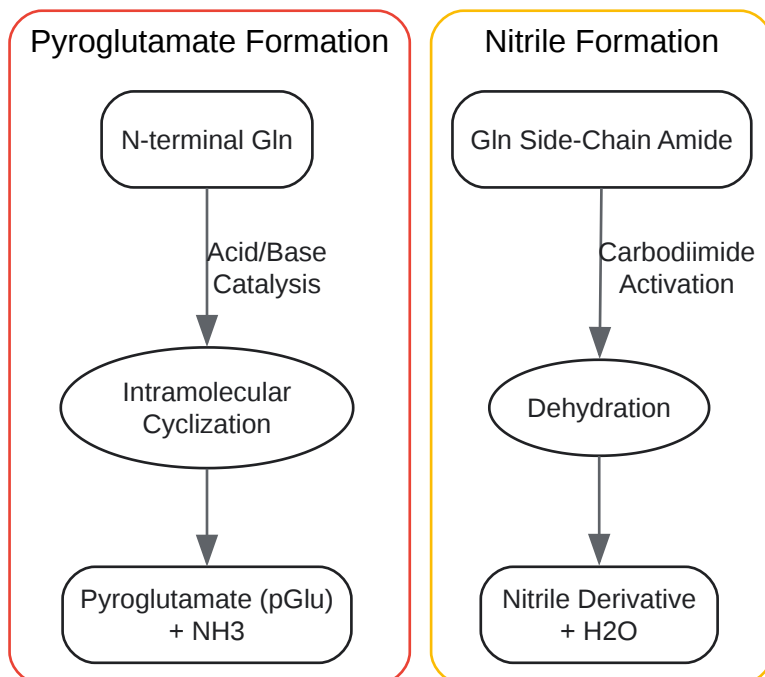 Pyroglutamate Formation
N-terminal Gln
Acid/Base
Catalysis
Intramolecular
Cyclization
Pyroglutamate (pGlu)
+ NH3
Nitrile Formation
Gln Side-Chain Amide
Carbodiimide
Activation
Dehydration
Nitrile Derivative
+ H2O